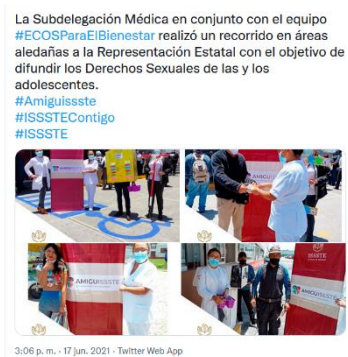 La Subdelegación Médica en conjunto con el equipo
#ECOSParaElBienestar realizó un recorrido en áreas
aledañas a la Representación Estatal con el objetivo de
difundir los Derechos Sexuales de las y los
adolescentes.
#Amiguissste
#ISSSTEContigo
#ISSSTE
AMIGUISSSTE
3:06 p. m. · 17 jun. 2021 · Twitter Web App